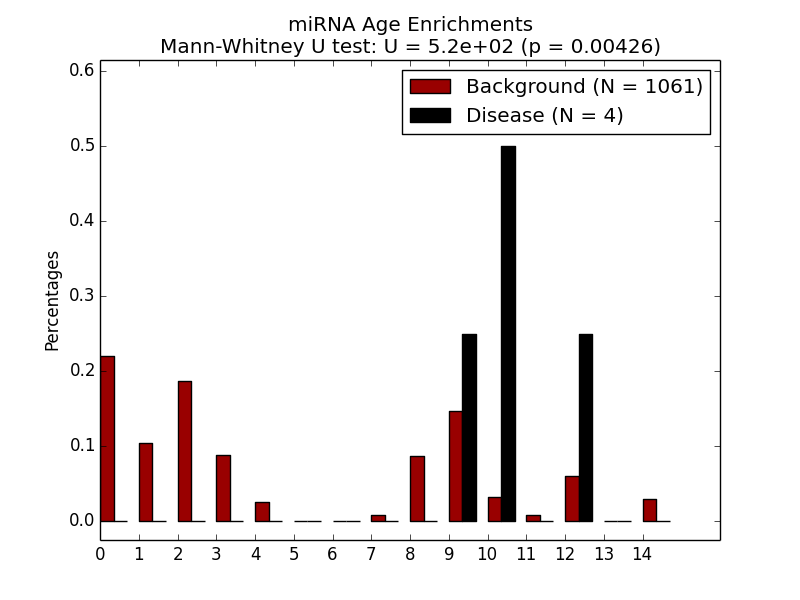 miRNA Age Enrichments
Mann-Whitney U test: U = 5.2e+02 (p = 0.00426)
Background (N = 1061)
Disease (N = 4)
Percentages
0.6
0.5
0.4
0.3
0.2
0.1
0.0
0 1 2 3 4 5 6 7 8 9 10 11 12 13 14